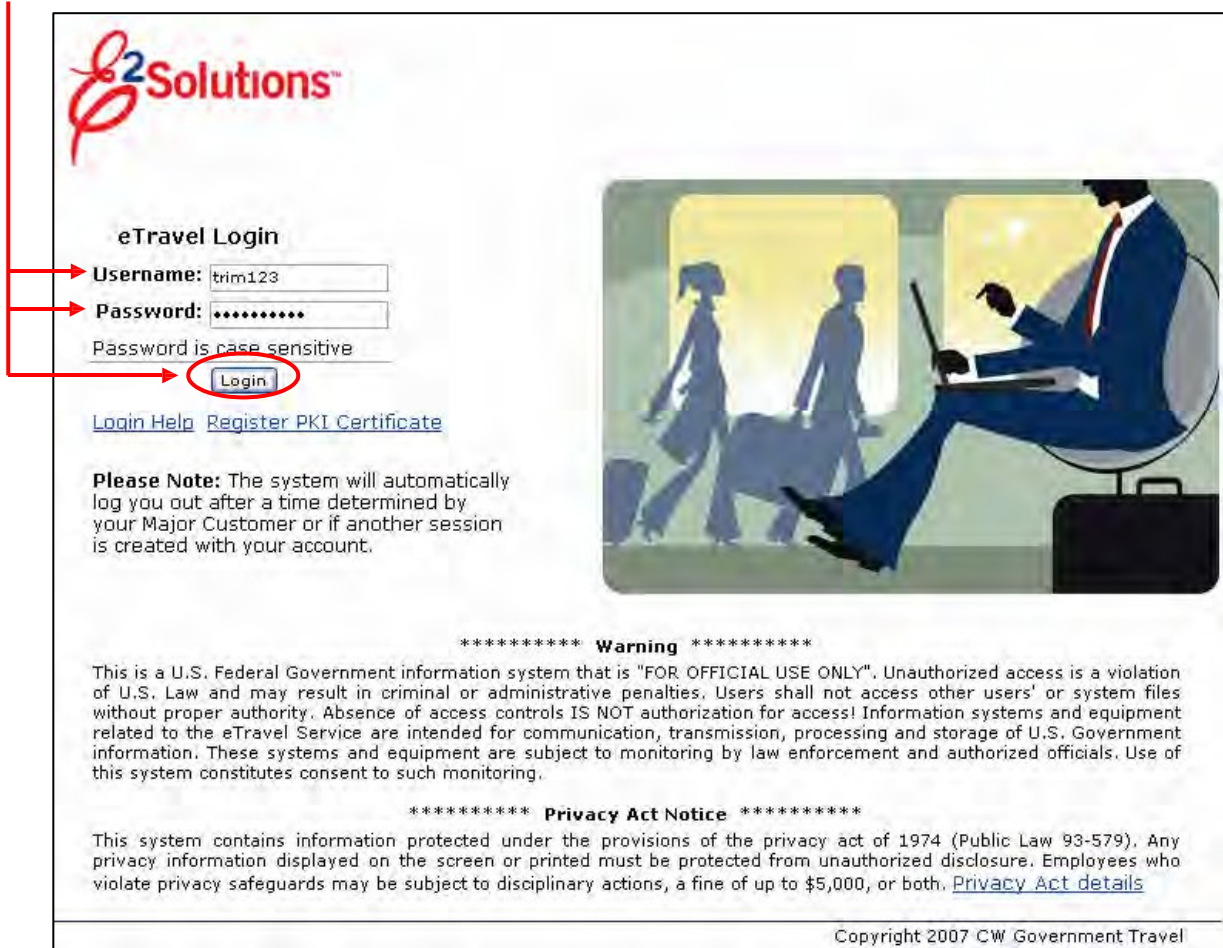 E2Solutions™
eTravel Login
Username: trim123
Password: ••••••••••
Password is case sensitive
Login
Login Help Register PKI Certificate
Please Note: The system will automatically
log you out after a time determined by
your Major Customer or if another session
is created with your account.
********** Warning **********
This is a U.S. Federal Government information system that is "FOR OFFICIAL USE ONLY". Unauthorized access is a violation
of U.S. Law and may result in criminal or administrative penalties. Users shall not access other users' or system files
without proper authority. Absence of access controls IS NOT authorization for access! Information systems and equipment
related to the eTravel Service are intended for communication, transmission, processing and storage of U.S. Government
information. These systems and equipment are subject to monitoring by law enforcement and authorized officials. Use of
this system constitutes consent to such monitoring.
********** Privacy Act Notice **********
This system contains information protected under the provisions of the privacy act of 1974 (Public Law 93-579). Any
privacy information displayed on the screen or printed must be protected from unauthorized disclosure. Employees who
violate privacy safeguards may be subject to disciplinary actions, a fine of up to $5,000, or both. Privacy Act details
Copyright 2007 CW Government Travel